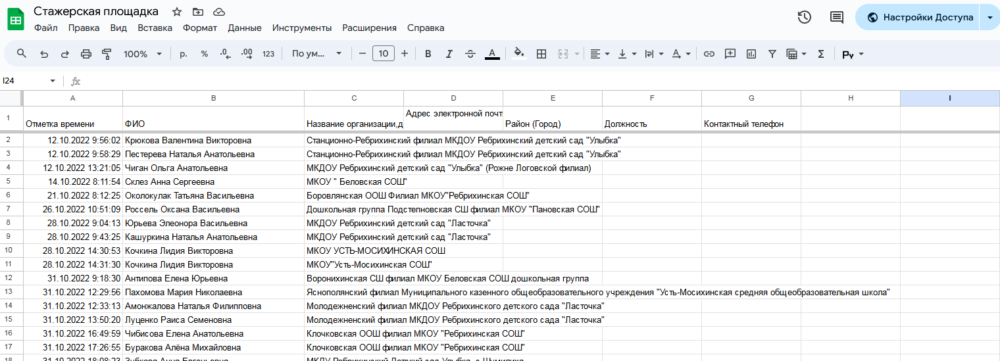 Стажерская площадка
Файл Правка Вид Вставка Формат Данные Инструменты Расширения Справка
Настройки Доступа
100% р. % .0 .00 123 По ум... 10 B I S A A Σ Py
I24 fx
A B C D E F G H I
1 Отметка времени ФИО Название организации,д Адрес электронной почт Район (Город) Должность Контактный телефон
2 12.10.2022 9:56:02 Крюкова Валентина Викторовна Станционно-Ребрихинский филиал МКДОУ Ребрихинский детский сад "Улыбка"
3 12.10.2022 9:58:29 Пестерева Наталья Анатольевна Станционно-Ребрихинский филиал МКДОУ Ребрихинский детский сад "Улыбка"
4 12.10.2022 13:21:05 Чиган Ольга Анатольевна МКДОУ Ребрихинский детский сад "Улыбка" (Рожне Логовской филиал)
5 14.10.2022 8:11:54 Склез Анна Сергеевна МКОУ " Беловская СОШ"
6 21.10.2022 8:12:25 Околокулак Татьяна Васильевна Боровлянская ООШ Филиал МКОУ"Ребрихинская СОШ"
7 26.10.2022 10:51:09 Россель Оксана Васильевна Дошкольная группа Подстепновская СШ филиал МКОУ "Пановская СОШ"
8 28.10.2022 9:04:13 Юрьева Элеонора Васильевна МКДОУ Ребрихинский детский сад "Ласточка"
9 28.10.2022 9:43:25 Кашуркина Наталья Анатольевна МКДОУ Ребрихинский детский сад "Ласточка"
10 28.10.2022 14:30:53 Кочкина Лидия Викторовна МКОУ УСТЬ-МОСИХИНСКАЯ СОШ
11 28.10.2022 14:31:30 Кочкина Лидия Викторовна МКОУ"Усть-Мосихинская СОШ"
12 31.10.2022 9:18:30 Антипова Елена Юрьевна Воронихинская СШ филиал МКОУ Беловская СОШ дошкольная группа
13 31.10.2022 12:29:56 Пахомова Мария Николаевна Яснополянский филиал Муниципального казенного общеобразовательного учреждения "Усть-Мосихинская средняя общеобразовательная школа"
14 31.10.2022 12:33:13 Амонжалова Наталья Филипповна Молодежненский филиал МКДОУ Ребрихинского детского сада "Ласточка"
15 31.10.2022 13:50:20 Луценко Раиса Семеновна Молодежненский филиал МКДОУ Ребрихинского детского сада "Ласточка"
16 31.10.2022 16:49:59 Чибисова Елена Анатольевна Клочковская ООШ филиал МКОУ "Ребрихинская СОШ"
17 31.10.2022 17:26:55 Буракова Алёна Михайловна Клочковская ООШ филиал МКОУ "Ребрихинская СОШ"
18 31.10.2022 18:08:23 Зубкова Анна Евгеньевна